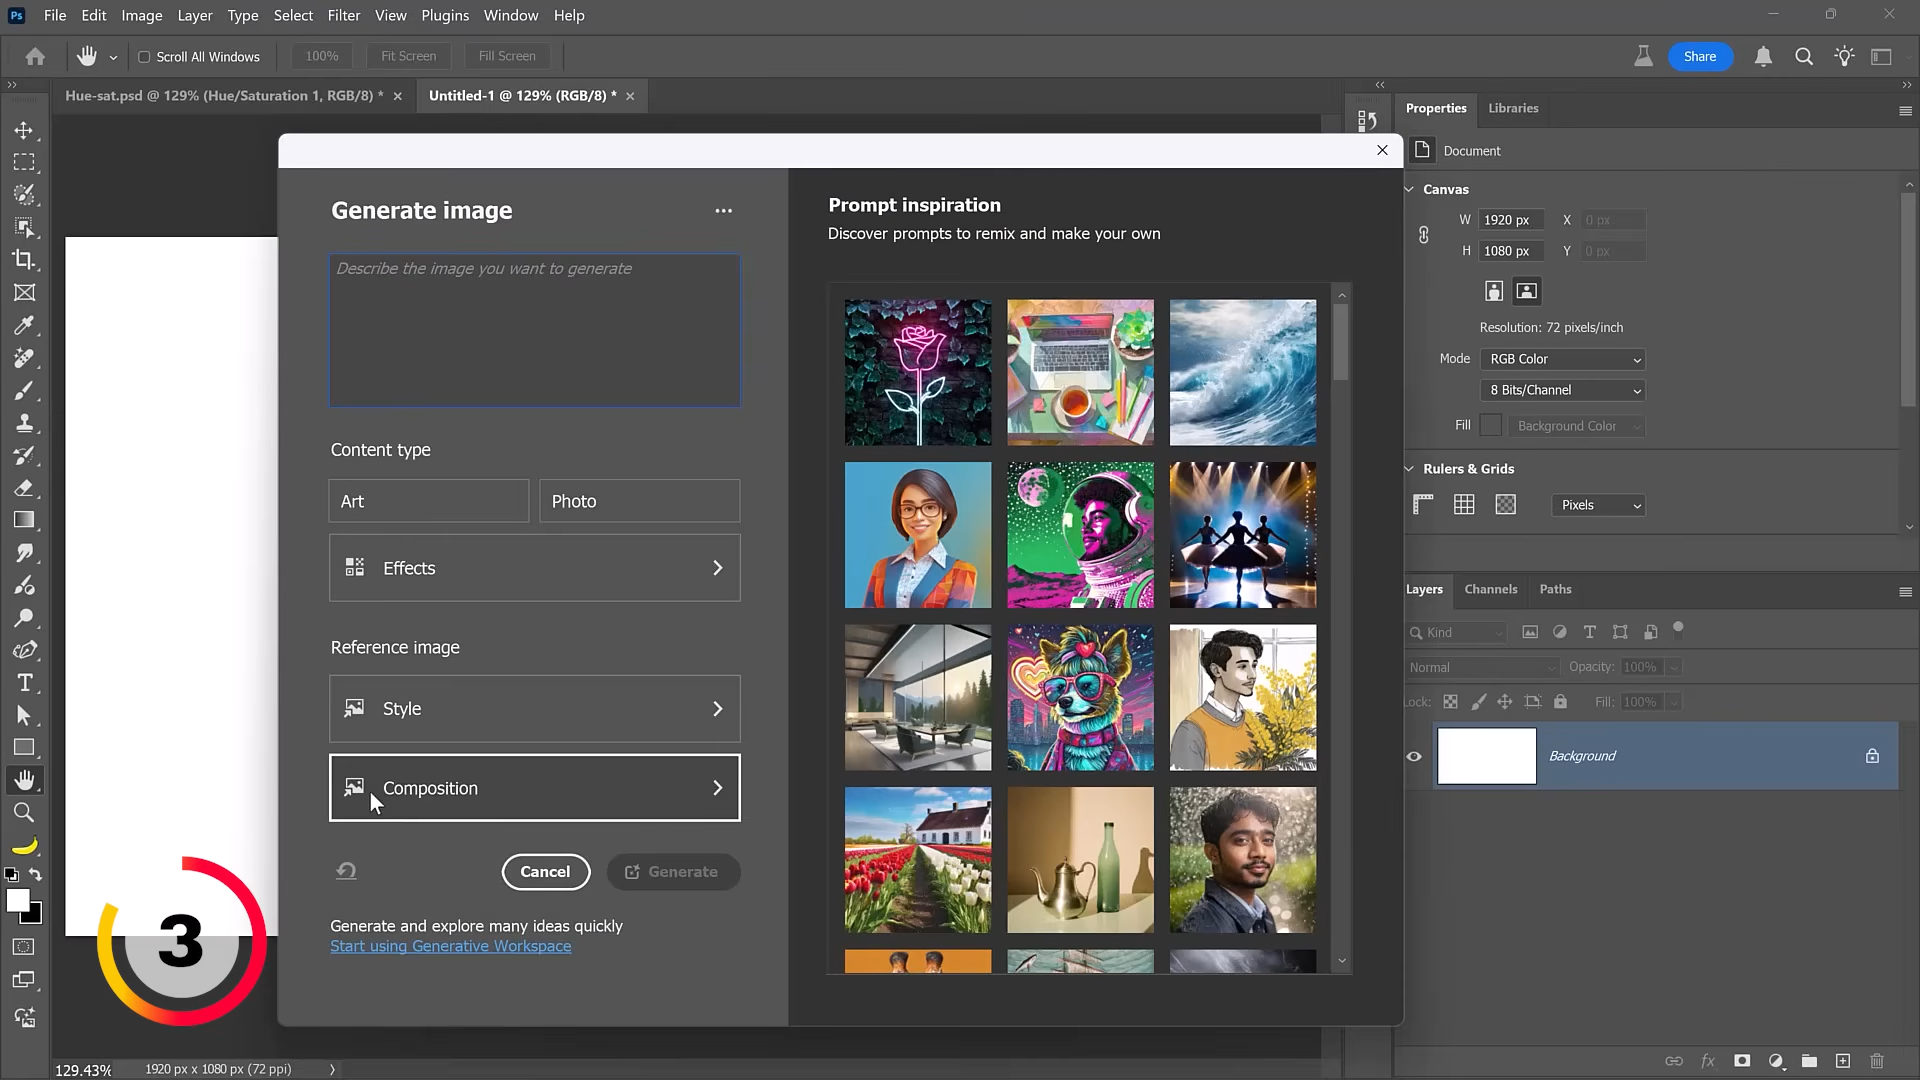 Ps File Edit Image Layer Type Select Filter View Plugins Window Help
Scroll All Windows 100% Fit Screen Fill Screen Share
Hue-sat.psd @ 129% (Hue/Saturation 1, RGB/8) * Untitled-1 @ 129% (RGB/8) *
Properties Libraries
Document
Canvas
W 1920 px X 0 px
H 1080 px Y 0 px
Resolution: 72 pixels/inch
Mode RGB Color
8 Bits/Channel
Fill Background Color
Rulers & Grids
Pixels
Generate image
Describe the image you want to generate
Content type
Art Photo
Effects
Reference image
Style
Composition
Cancel Generate
Generate and explore many ideas quickly
Start using Generative Workspace
Prompt inspiration
Discover prompts to remix and make your own
Layers Channels Paths
Kind
Normal Opacity: 100%
Lock: Fill: 100%
Background
3
129.43% 1920 px x 1080 px (72 ppi)
fx